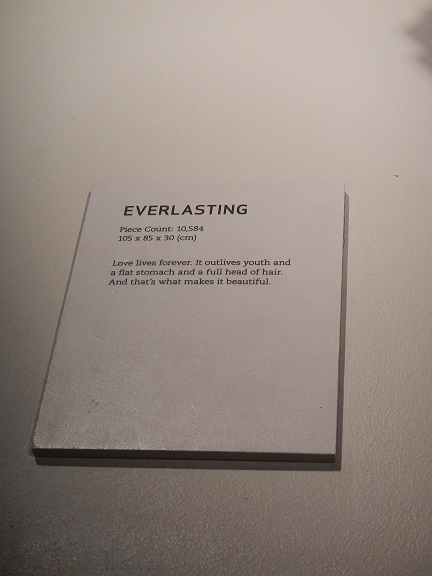 EVERLASTING
Piece Count: 10,584
105 x 85 x 30 (cm)
Love lives forever. It outlives youth and
a flat stomach and a full head of hair.
And that's what makes it beautiful.